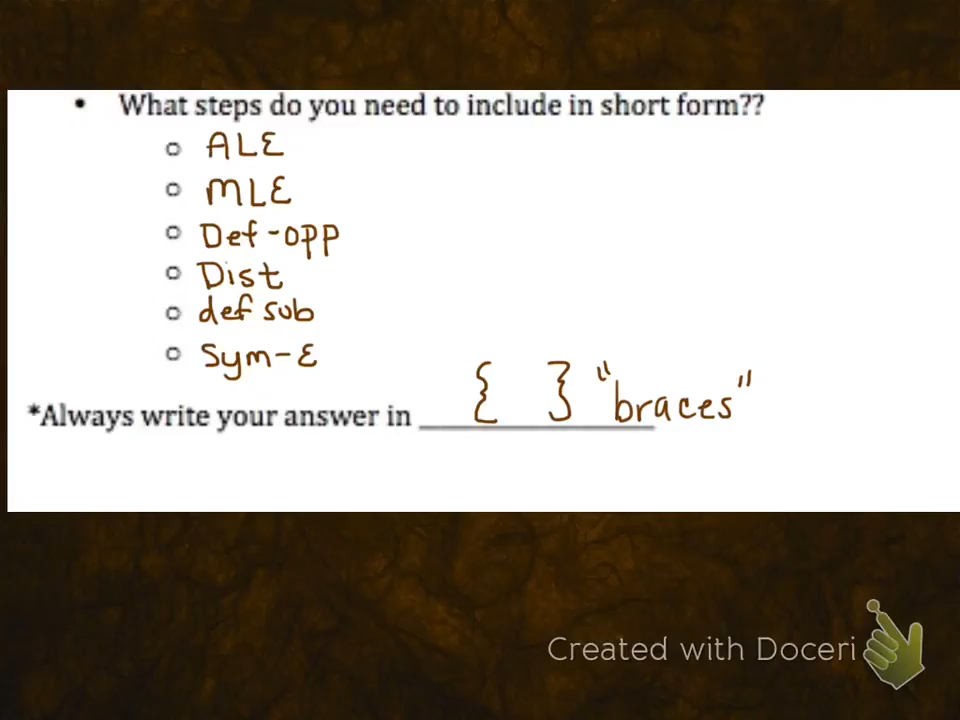 • What steps do you need to include in short form??
o ALE
o MLE
o Def-opp
o Dist
o def sub
o Sym-E
*Always write your answer in { } "braces"
Created with Doceri